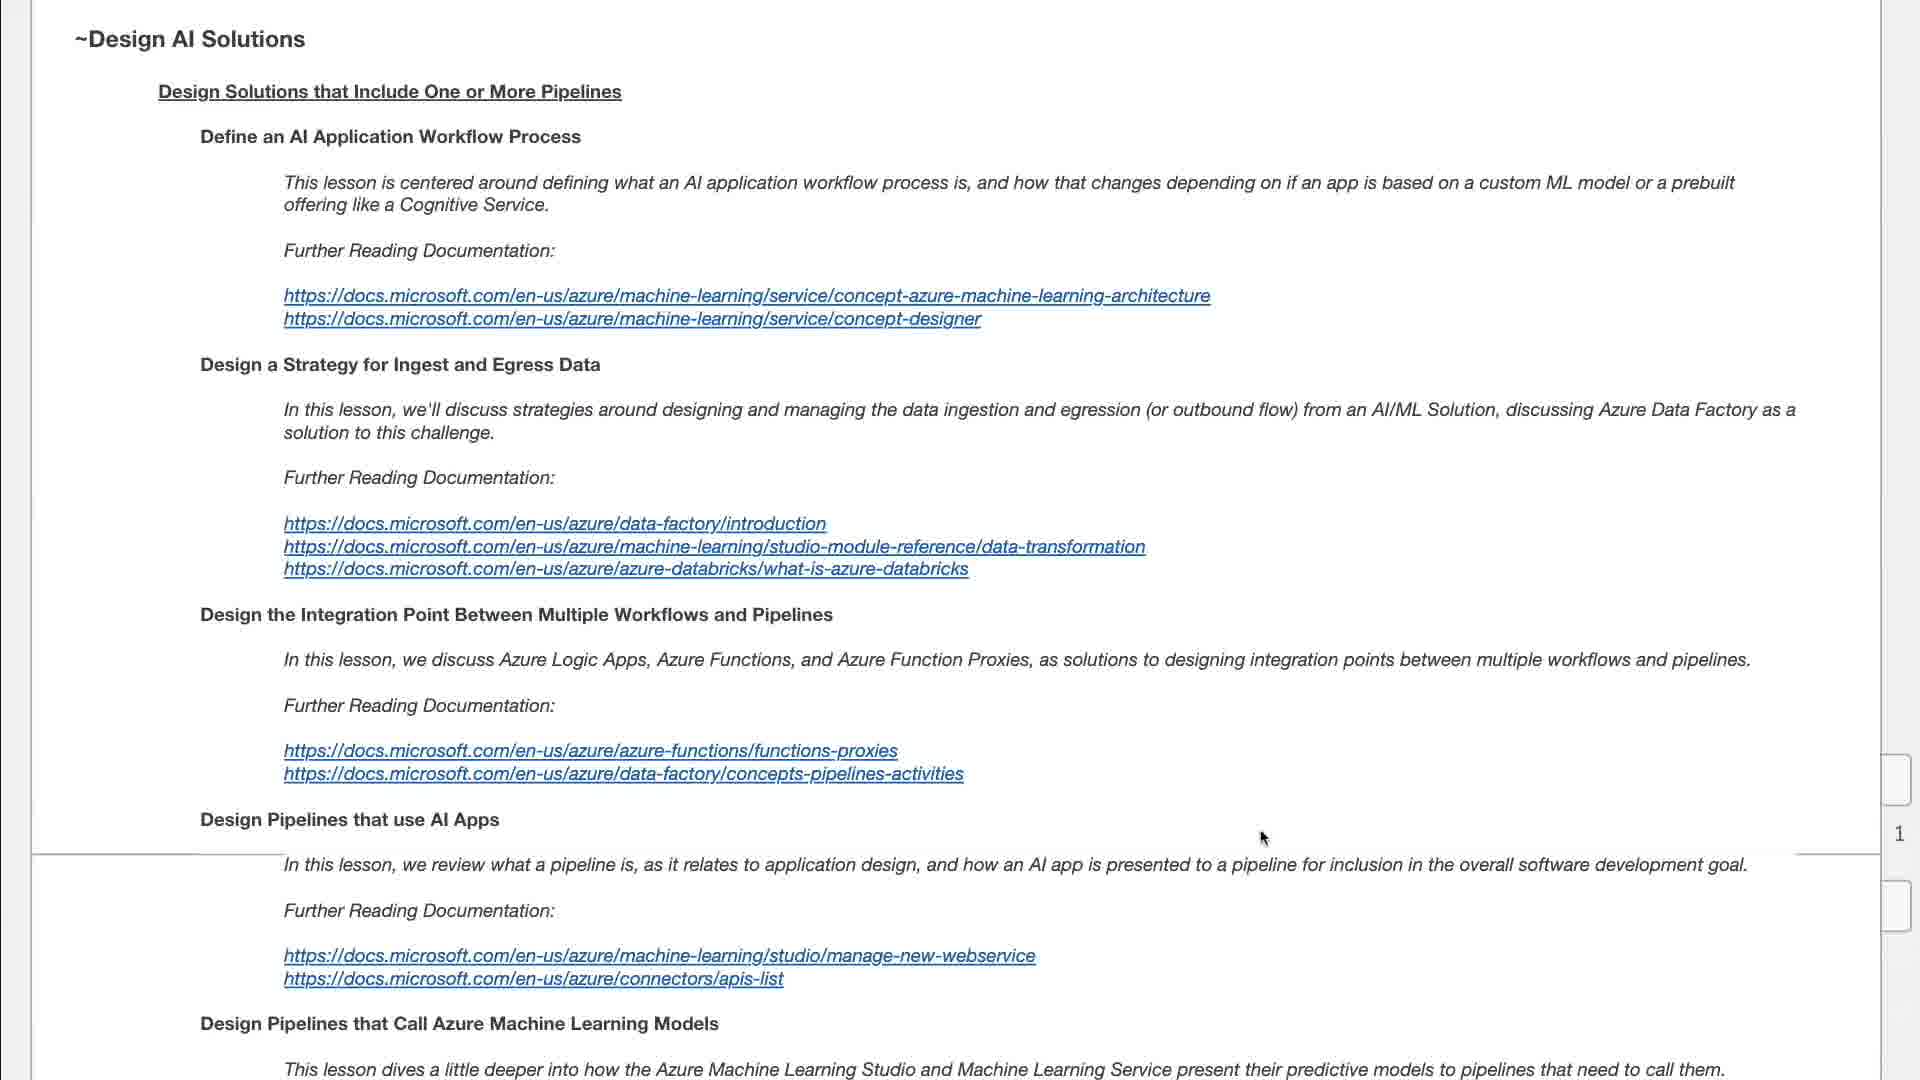 ~Design AI Solutions
Design Solutions that Include One or More Pipelines
Define an AI Application Workflow Process
This lesson is centered around defining what an AI application workflow process is, and how that changes depending on if an app is based on a custom ML model or a prebuilt
offering like a Cognitive Service.
Further Reading Documentation:
https://docs.microsoft.com/en-us/azure/machine-learning/service/concept-azure-machine-learning-architecture
https://docs.microsoft.com/en-us/azure/machine-learning/service/concept-designer
Design a Strategy for Ingest and Egress Data
In this lesson, we'll discuss strategies around designing and managing the data ingestion and egression (or outbound flow) from an AI/ML Solution, discussing Azure Data Factory as a
solution to this challenge.
Further Reading Documentation:
https://docs.microsoft.com/en-us/azure/data-factory/introduction
https://docs.microsoft.com/en-us/azure/machine-learning/studio-module-reference/data-transformation
https://docs.microsoft.com/en-us/azure/azure-databricks/what-is-azure-databricks
Design the Integration Point Between Multiple Workflows and Pipelines
In this lesson, we discuss Azure Logic Apps, Azure Functions, and Azure Function Proxies, as solutions to designing integration points between multiple workflows and pipelines.
Further Reading Documentation:
https://docs.microsoft.com/en-us/azure/azure-functions/functions-proxies
https://docs.microsoft.com/en-us/azure/data-factory/concepts-pipelines-activities
Design Pipelines that use AI Apps
1
In this lesson, we review what a pipeline is, as it relates to application design, and how an AI app is presented to a pipeline for inclusion in the overall software development goal.
Further Reading Documentation:
https://docs.microsoft.com/en-us/azure/machine-learning/studio/manage-new-webservice
https://docs.microsoft.com/en-us/azure/connectors/apis-list
Design Pipelines that Call Azure Machine Learning Models
This lesson dives a little deeper into how the Azure Machine Learning Studio and Machine Learning Service present their predictive models to pipelines that need to call them.